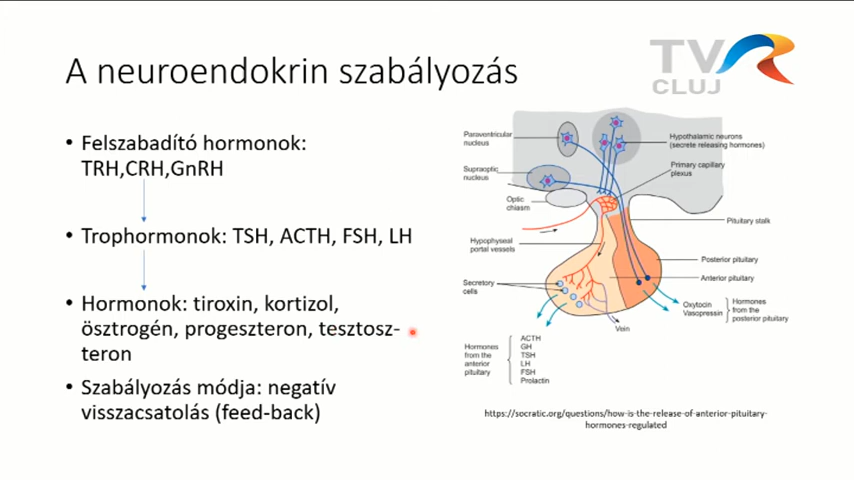 A neuroendokrin szabályozás
TVR
CLUJ
• Felszabadító hormonok:
TRH,CRH,GnRH
• Trophormonok: TSH, ACTH, FSH, LH
• Hormonok: tiroxin, kortizol,
ösztrogén, progeszteron, tesztosz-
teron
• Szabályozás módja: negatív
visszacsatolás (feed-back)
Paraventricular
nucleus
Supraoptic
nucleus
Optic
chiasm
Hypophyseal
portal vessels
Secretory
cells
Hypothalamic neurons
(secrete releasing hormones)
Primary capillary
plexus
Pituitary stalk
Posterior pituitary
Anterior pituitary
Oxytocin
Vasopressin
Hormones
from the
posterior pituitary
Vein
Hormones
from the
anterior
pituitary
ACTH
GH
TSH
LH
FSH
Prolactin
https://socratic.org/questions/how-is-the-release-of-anterior-pituitary-
hormones-regulated